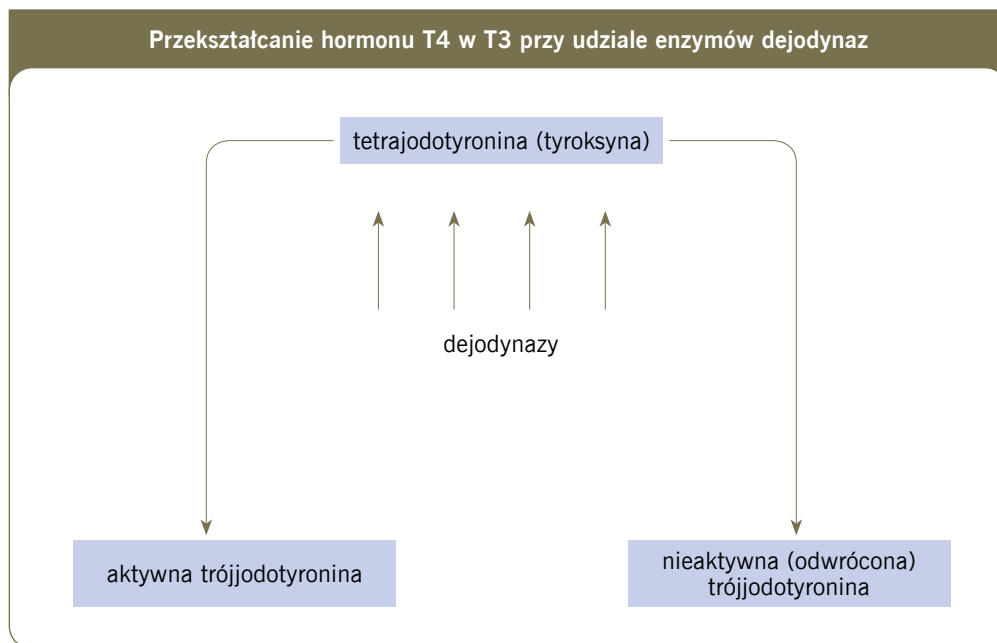 Przekształcanie hormonu T4 w T3 przy udziale enzymów dejodynaz
tetrajodotyronina (tyroksyna)
dejodynazy
aktywna trójjodotyronina
nieaktywna (odwrócona)
trójjodotyronina